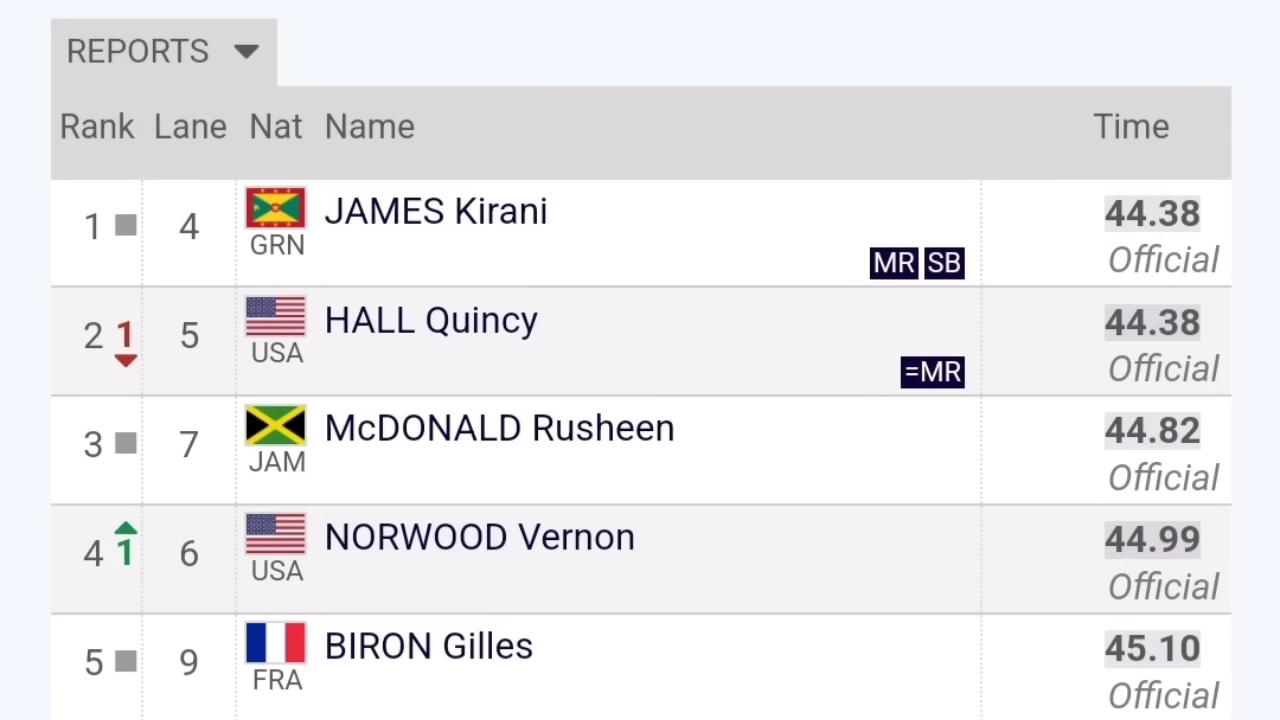 REPORTS
Rank Lane Nat Name Time
1 4 GRN JAMES Kirani MR SB 44.38 Official
2 1 5 USA HALL Quincy =MR 44.38 Official
3 7 JAM McDONALD Rusheen 44.82 Official
4 1 6 USA NORWOOD Vernon 44.99 Official
5 9 FRA BIRON Gilles 45.10 Official